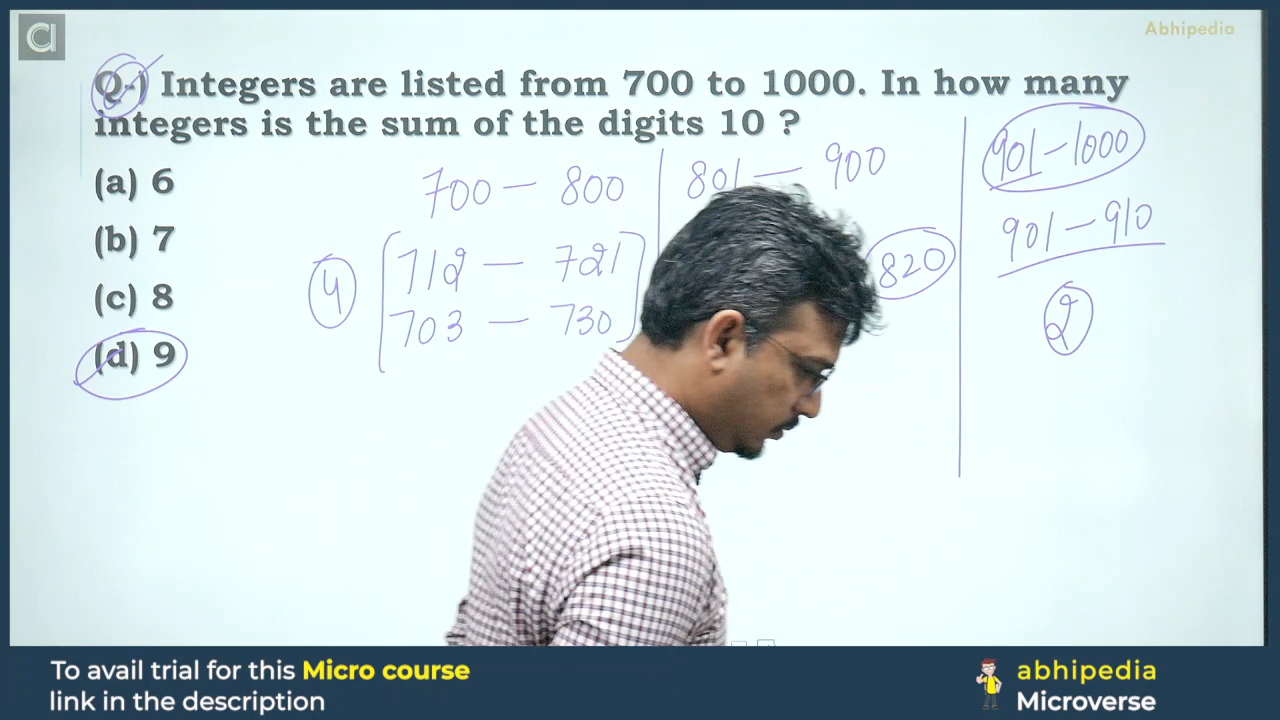 Abhipedia
Q-) Integers are listed from 700 to 1000. In how many
integers is the sum of the digits 10 ?
(a) 6
(b) 7
(c) 8
(d) 9
700 — 800
4
712 — 721
703 — 730
801 — 900
820
901 — 1000
901 — 910
2
To avail trial for this Micro course
link in the description
abhipedia
Microverse